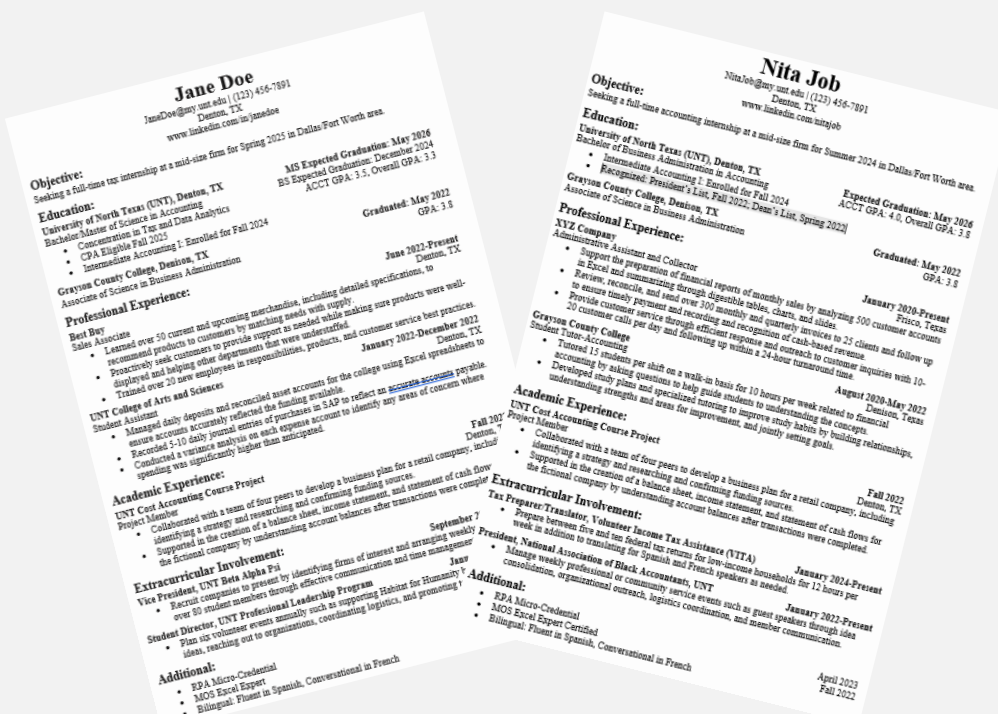 Jane Doe
JaneDoe@my.unt.edu | (123) 456-7891
Denton, TX
www.linkedin.com/in/janedoe
Objective:
Seeking a full-time tax internship at a mid-size firm for Spring 2025 in Dallas/Fort Worth area.
Education:
University of North Texas (UNT), Denton, TX MS Expected Graduation: May 2026
Bachelor/Master of Science in Accounting BS Expected Graduation: December 2024
• Concentration in Tax and Data Analytics ACCT GPA: 3.5, Overall GPA: 3.3
• CPA Eligible Fall 2025
• Intermediate Accounting I: Enrolled for Fall 2024
Grayson County College, Denison, TX Graduated: May 2022
Associate of Science in Business Administration GPA: 3.8
Professional Experience:
Best Buy June 2022-Present
Sales Associate Denton, TX
• Learned over 50 current and upcoming merchandise, including detailed specifications, to
recommend products to customers by matching needs with supply.
• Proactively seek customers to provide support as needed while making sure products were well-
displayed and helping other departments that were understaffed.
• Trained over 20 new employees in responsibilities, products, and customer service best practices.
UNT College of Arts and Sciences January 2022-December 2022
Student Assistant Denton, TX
• Managed daily deposits and reconciled asset accounts for the college using Excel spreadsheets to
ensure accounts accurately reflected the funding available.
• Recorded 5-10 daily journal entries of purchases in SAP to reflect an accurate accounts payable.
• Conducted a variance analysis on each expense account to identify any areas of concern where
spending was significantly higher than anticipated.
Academic Experience:
UNT Cost Accounting Course Project Fall 202
Project Member Denton,
• Collaborated with a team of four peers to develop a business plan for a retail company, includ
identifying a strategy and researching and confirming funding sources.
• Supported in the creation of a balance sheet, income statement, and statement of cash flow
the fictional company by understanding account balances after transactions were complet
Extracurricular Involvement:
Vice President, UNT Beta Alpha Psi September
• Recruit companies to present by identifying firms of interest and arranging weekly
over 80 student members through effective communication and time management
Student Director, UNT Professional Leadership Program Janu
• Plan six volunteer events annually such as supporting Habitat for Humanity
ideas, reaching out to organizations, coordinating logistics, and promoting
Additional:
• RPA Micro-Credential
• MOS Excel Expert
• Bilingual: Fluent in Spanish, Conversational in French
Nita Job
NitaJob@my.unt.edu | (123) 456-7891
Denton, TX
www.linkedin.com/nitajob
Objective:
Seeking a full-time accounting internship at a mid-size firm for Summer 2024 in Dallas/Fort Worth area.
Education:
University of North Texas (UNT), Denton, TX Expected Graduation: May 2026
Bachelor of Business Administration in Accounting ACCT GPA: 4.0, Overall GPA: 3.8
• Intermediate Accounting I: Enrolled for Fall 2024
• Recognized: President's List, Fall 2022; Dean's List, Spring 2022
Grayson County College, Denison, TX Graduated: May 2022
Associate of Science in Business Administration GPA: 3.8
Professional Experience:
XYZ Company January 2020-Present
Administrative Assistant and Collector Frisco, Texas
• Support the preparation of financial reports of monthly sales by analyzing 500 customer accounts
in Excel and summarizing through digestible tables, charts, and slides.
• Review, reconcile, and send over 300 monthly and quarterly invoices to 25 clients and follow up
to ensure timely payment and recording and recognition of cash-based revenue.
• Provide customer service through efficient response and outreach to customer inquiries with 10-
20 customer calls per day and following up within a 24-hour turnaround time.
Grayson County College August 2020-May 2022
Student Tutor-Accounting Denison, Texas
• Tutored 15 students per shift on a walk-in basis for 10 hours per week related to financial
accounting by asking questions to help guide students to understanding the concepts.
• Developed study plans and specialized tutoring to improve study habits by building relationships,
understanding strengths and areas for improvement, and jointly setting goals.
Academic Experience:
UNT Cost Accounting Course Project Fall 2022
Project Member Denton, TX
• Collaborated with a team of four peers to develop a business plan for a retail company, including
identifying a strategy and researching and confirming funding sources.
• Supported in the creation of a balance sheet, income statement, and statement of cash flows for
the fictional company by understanding account balances after transactions were completed.
Extracurricular Involvement:
Tax Preparer/Translator, Volunteer Income Tax Assistance (VITA) January 2024-Present
• Prepare between five and ten federal tax returns for low-income households for 12 hours per
week in addition to translating for Spanish and French speakers as needed.
President, National Association of Black Accountants, UNT January 2022-Present
• Manage weekly professional or community service events such as guest speakers through idea
consolidation, organizational outreach, logistics coordination, and member communication.
Additional:
• RPA Micro-Credential April 2023
• MOS Excel Expert Certified Fall 2022
• Bilingual: Fluent in Spanish, Conversational in French